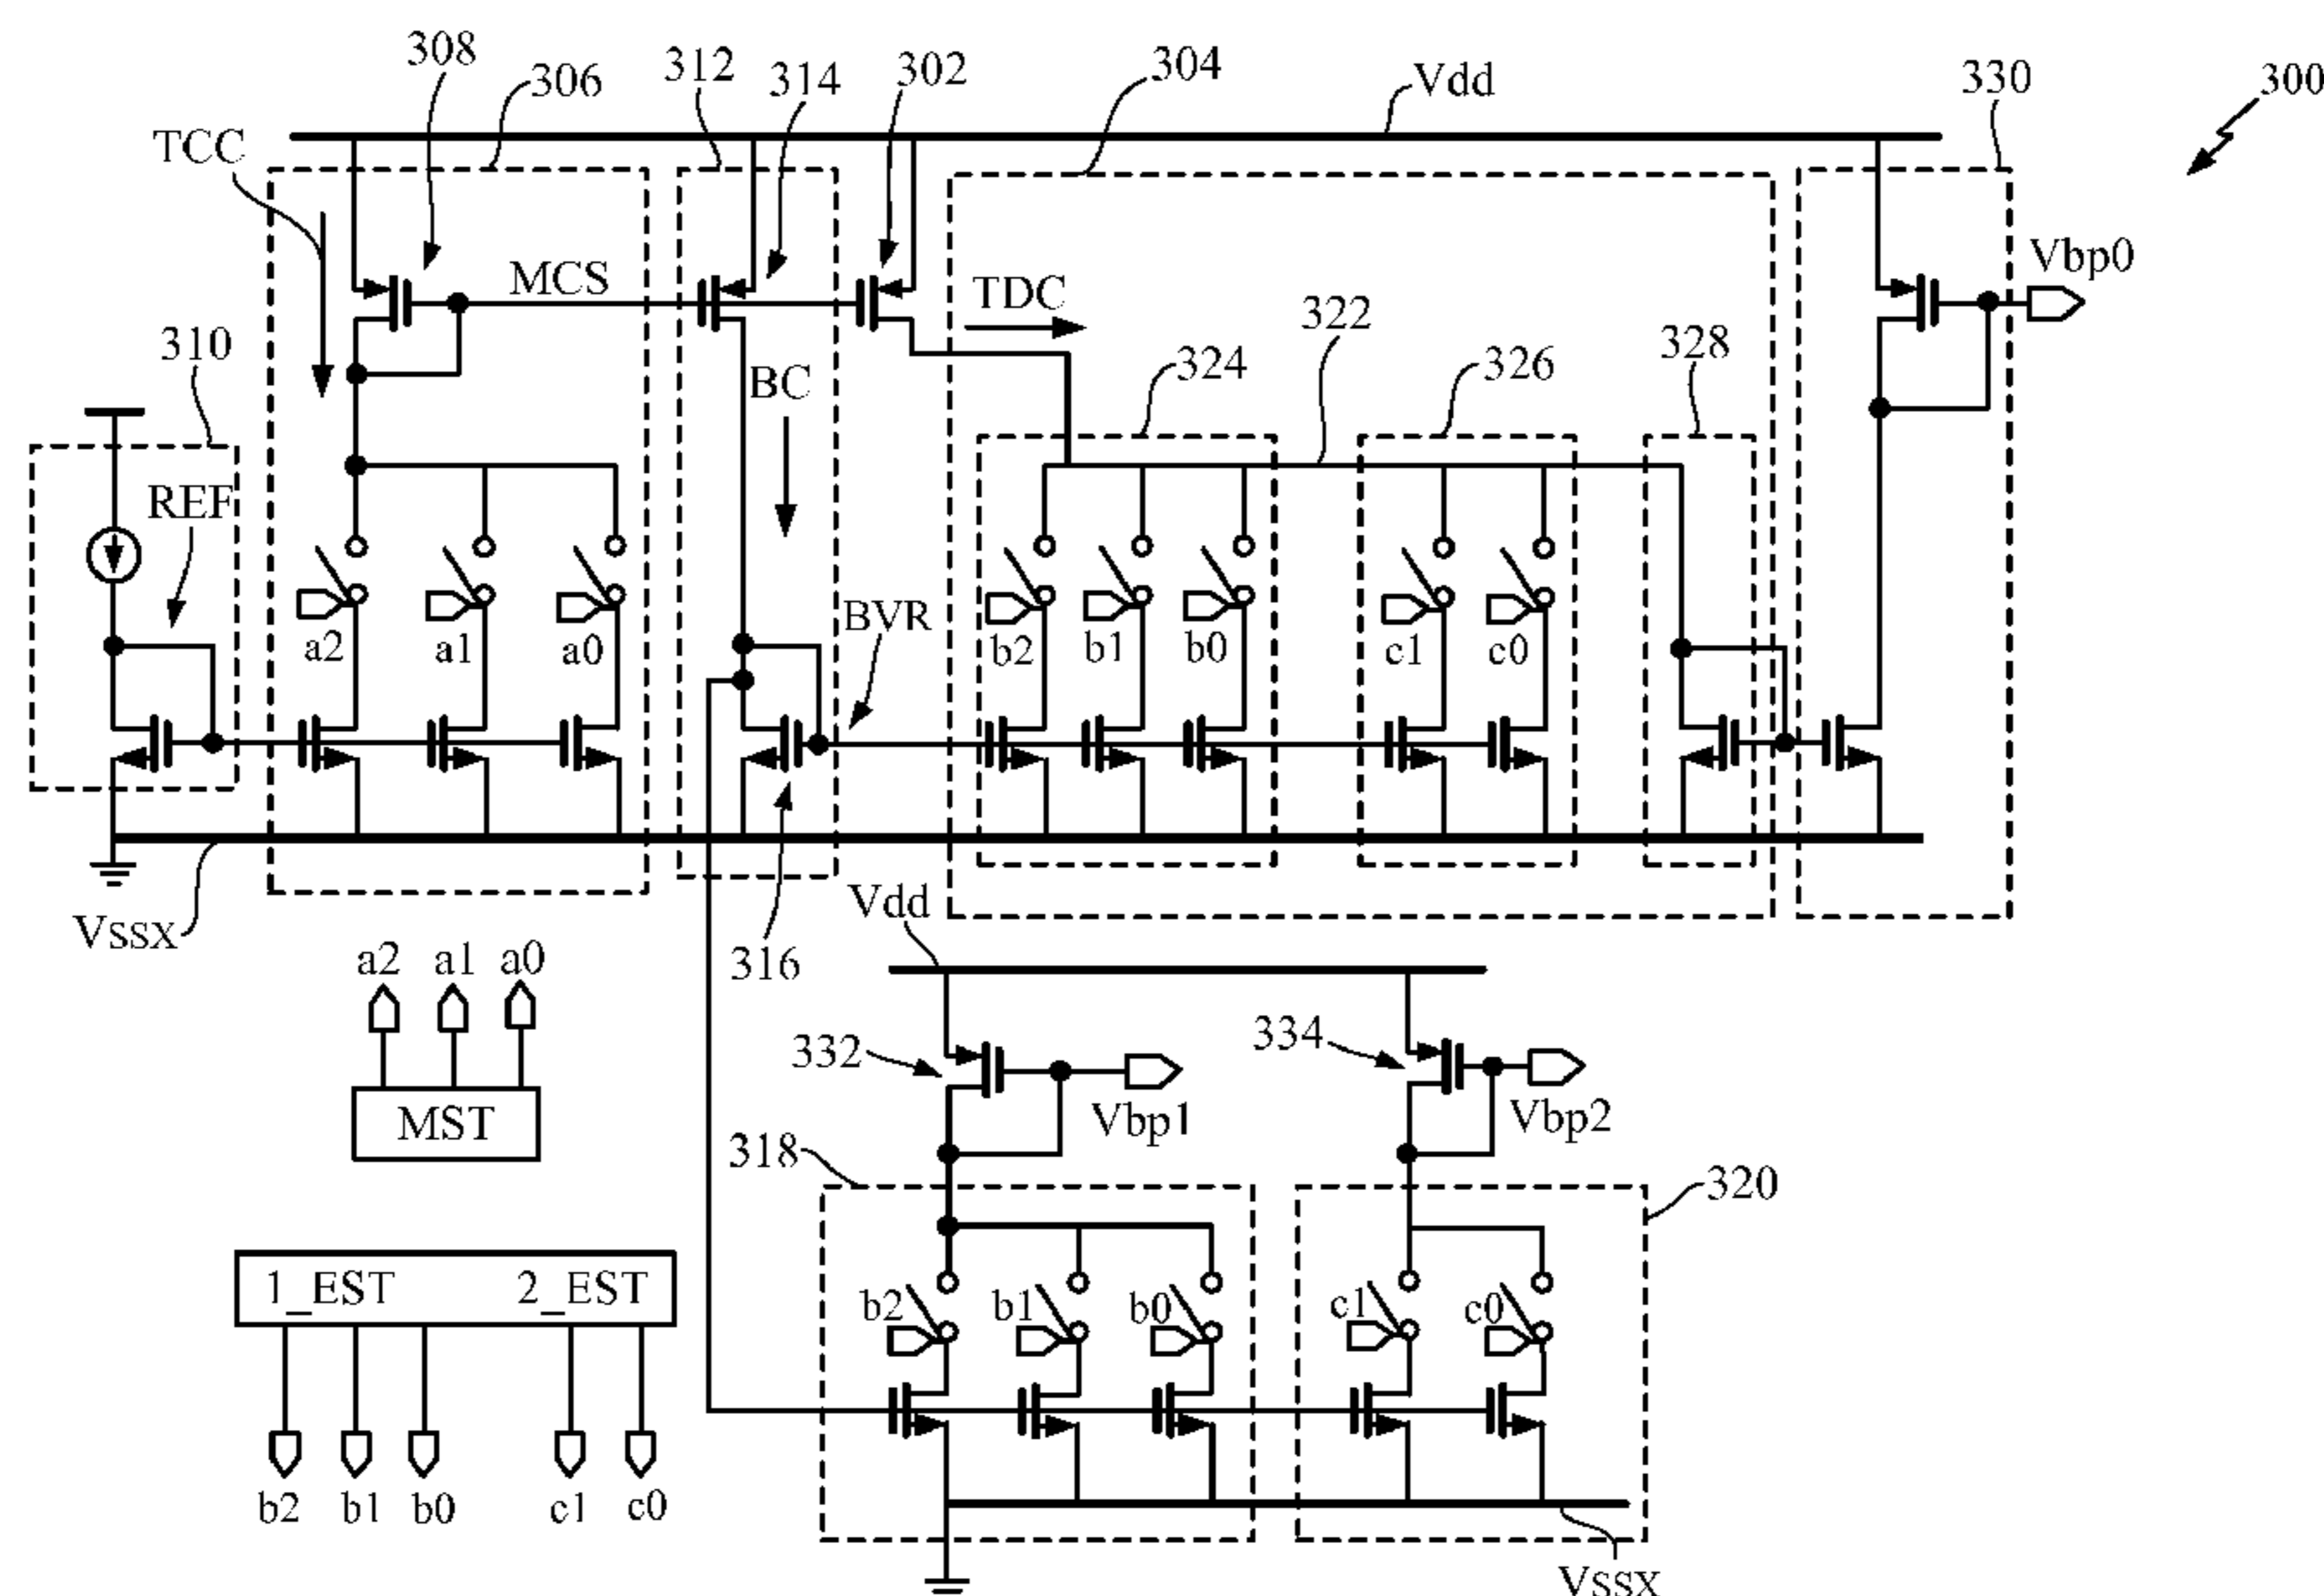 308
306
312
314
302
304
Vdd
330
300
TCC
MCS
TDC
322
Vbp0
310
324
326
328
BC
REF
BVR
a2
a1
a0
b2
b1
b0
c1
c0
VSSX
316
Vdd
a2
a1
a0
MST
332
Vbp1
334
Vbp2
318
320
1_EST
2_EST
b2
b1
b0
c1
c0
b2
b1
b0
c1
c0
VSSX